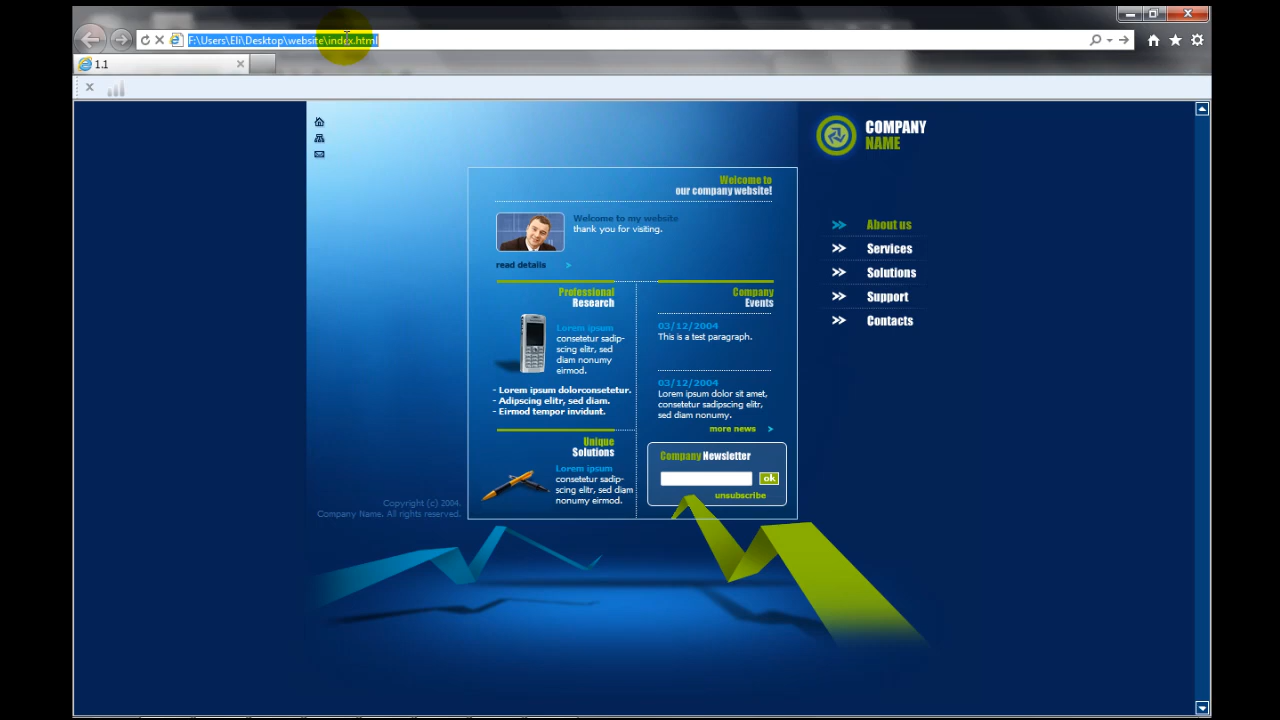 F:\Users\Eli\Desktop\website\index.html
1.1
COMPANY
NAME
Welcome to
our company website!
Welcome to my website
thank you for visiting.
read details
About us
Services
Solutions
Support
Contacts
Professional
Research
Lorem ipsum
consetetur sadip-
scing elitr, sed
diam nonumy
eirmod.
- Lorem ipsum dolorconsetetur.
- Adipscing elitr, sed diam.
- Eirmod tempor invidunt.
Company
Events
03/12/2004
This is a test paragraph.
03/12/2004
Lorem ipsum dolor sit amet,
consetetur sadipscing elitr,
sed diam nonumy.
more news
Unique
Solutions
Lorem ipsum
consetetur sadip-
scing elitr, sed diam
nonumy eirmod.
Company Newsletter
ok
unsubscribe
Copyright (c) 2004.
Company Name. All rights reserved.